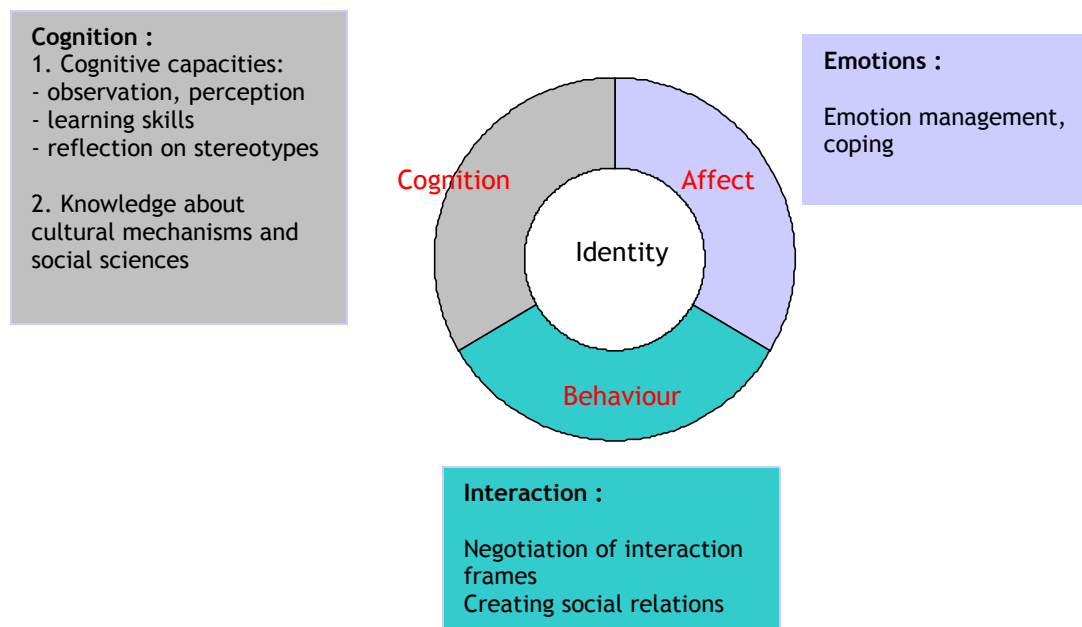 Cognition :
1. Cognitive capacities:
- observation, perception
- learning skills
- reflection on stereotypes
2. Knowledge about
cultural mechanisms and
social sciences
Emotions :
Emotion management,
coping
Cognition
Affect
Identity
Behaviour
Interaction :
Negotiation of interaction
frames
Creating social relations